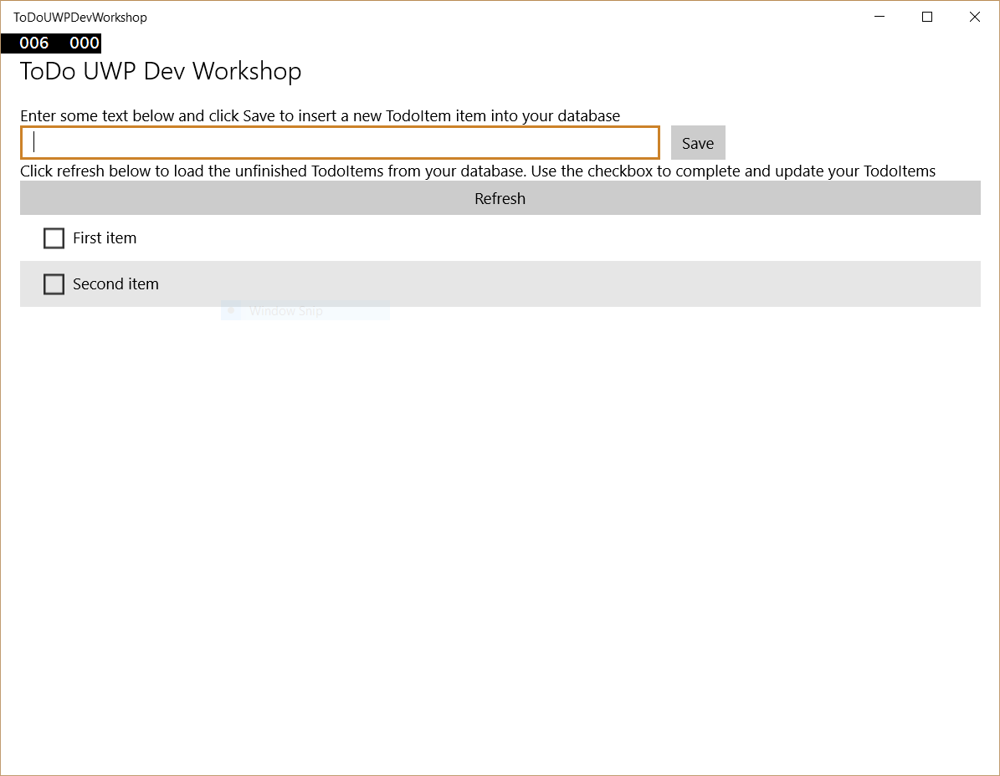 ToDoUWPDevWorkshop
006 000
ToDo UWP Dev Workshop
Enter some text below and click Save to insert a new TodoItem item into your database
Save
Click refresh below to load the unfinished TodoItems from your database. Use the checkbox to complete and update your TodoItems
Refresh
First item
Second item
Window Snip